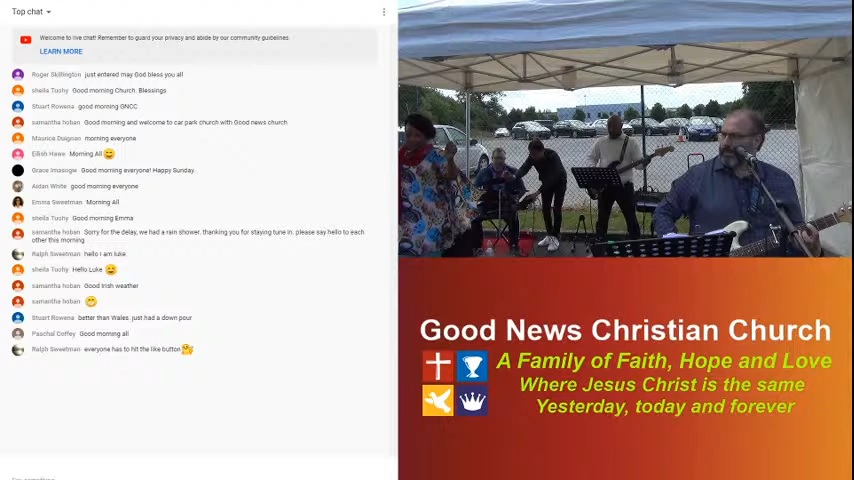 Top chat
Welcome to live chat! Remember to guard your privacy and abide by our community guidelines.
LEARN MORE
Roger Skillington just entered may God bless you all
sheila Tuohy Good morning Church. Blessings
Stuart Rowena good morning GNCC
samantha hoban Good morning and welcome to car park church with Good news church
Maurice Duignan morning everyone
Eilish Hawe Morning All
Grace Imasogie Good morning everyone! Happy Sunday.
Aidan White good morning everyone
Emma Sweetman Morning All
sheila Tuohy Good morning Emma
samantha hoban Sorry for the delay, we had a rain shower. thanking you for staying tune in. please say hello to each
other this morning
Ralph Sweetman hello I am luke
sheila Tuohy Hello Luke
samantha hoban Good Irish weather
samantha hoban
Stuart Rowena better than Wales. just had a down pour
Paschal Coffey Good morning all
Ralph Sweetman everyone has to hit the like button
Good News Christian Church
A Family of Faith, Hope and Love
Where Jesus Christ is the same
Yesterday, today and forever